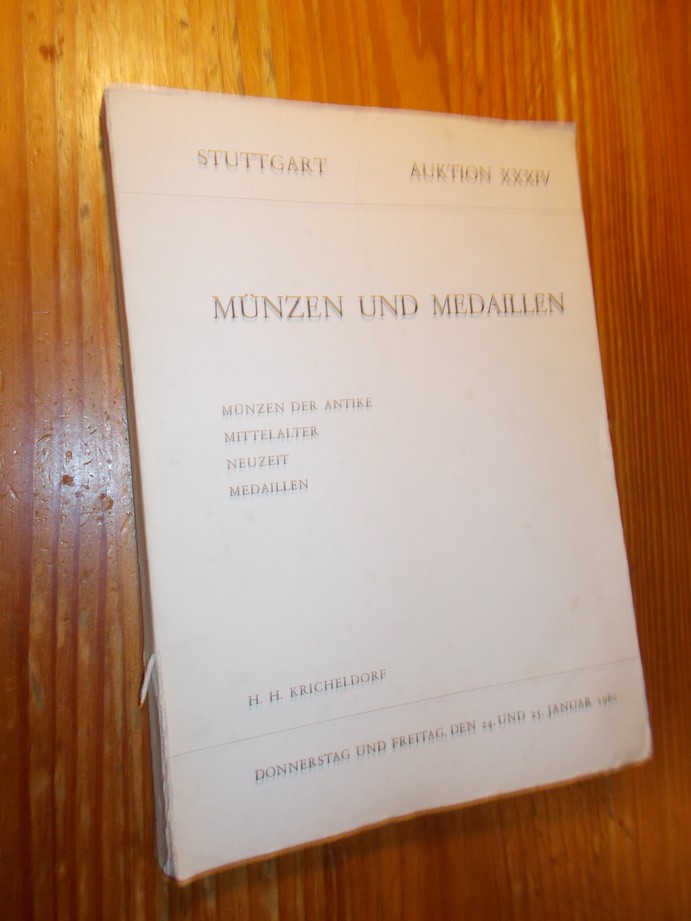 STUTTGART AUKTION XXXIV
MÜNZEN UND MEDAILLEN
MÜNZEN DER ANTIKE
MITTELALTER
NEUZEIT
MEDAILLEN
H. H. KRICHELDORF
DONNERSTAG UND FREITAG, DEN 24. UND 25. JANUAR 1980